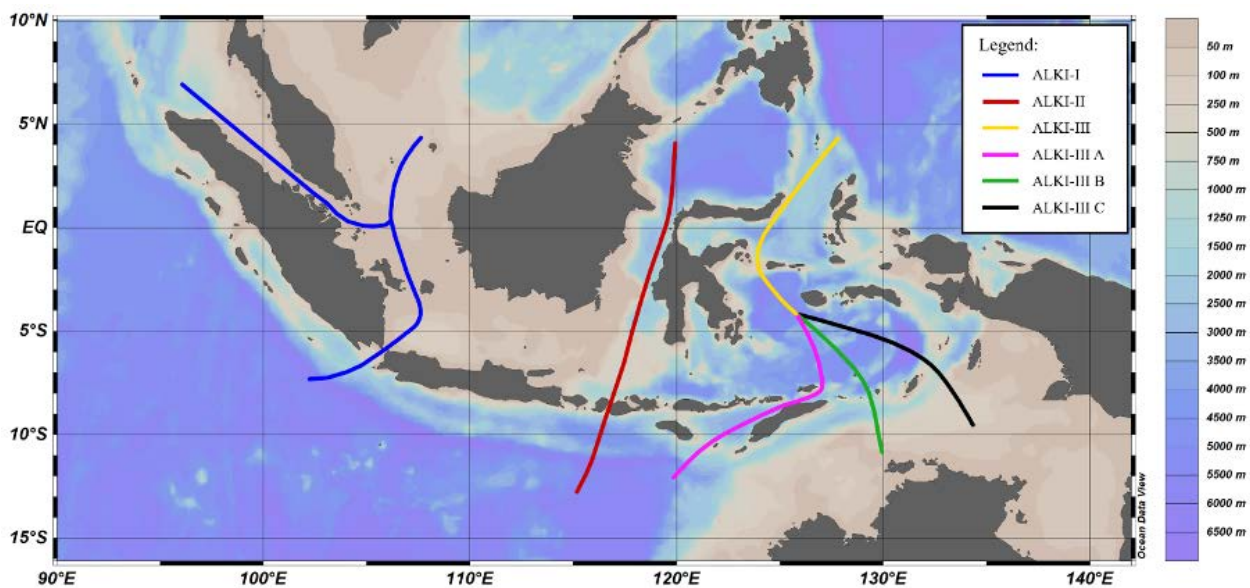 10°N
5°N
EQ
5°S
10°S
15°S
90°E
100°E
110°E
120°E
130°E
140°E
Legend:
ALKI-I
ALKI-II
ALKI-III
ALKI-III A
ALKI-III B
ALKI-III C
Ocean Data View
50 m
100 m
250 m
500 m
750 m
1000 m
1250 m
1500 m
2000 m
2500 m
3000 m
3500 m
4000 m
4500 m
5000 m
5500 m
6000 m
6500 m